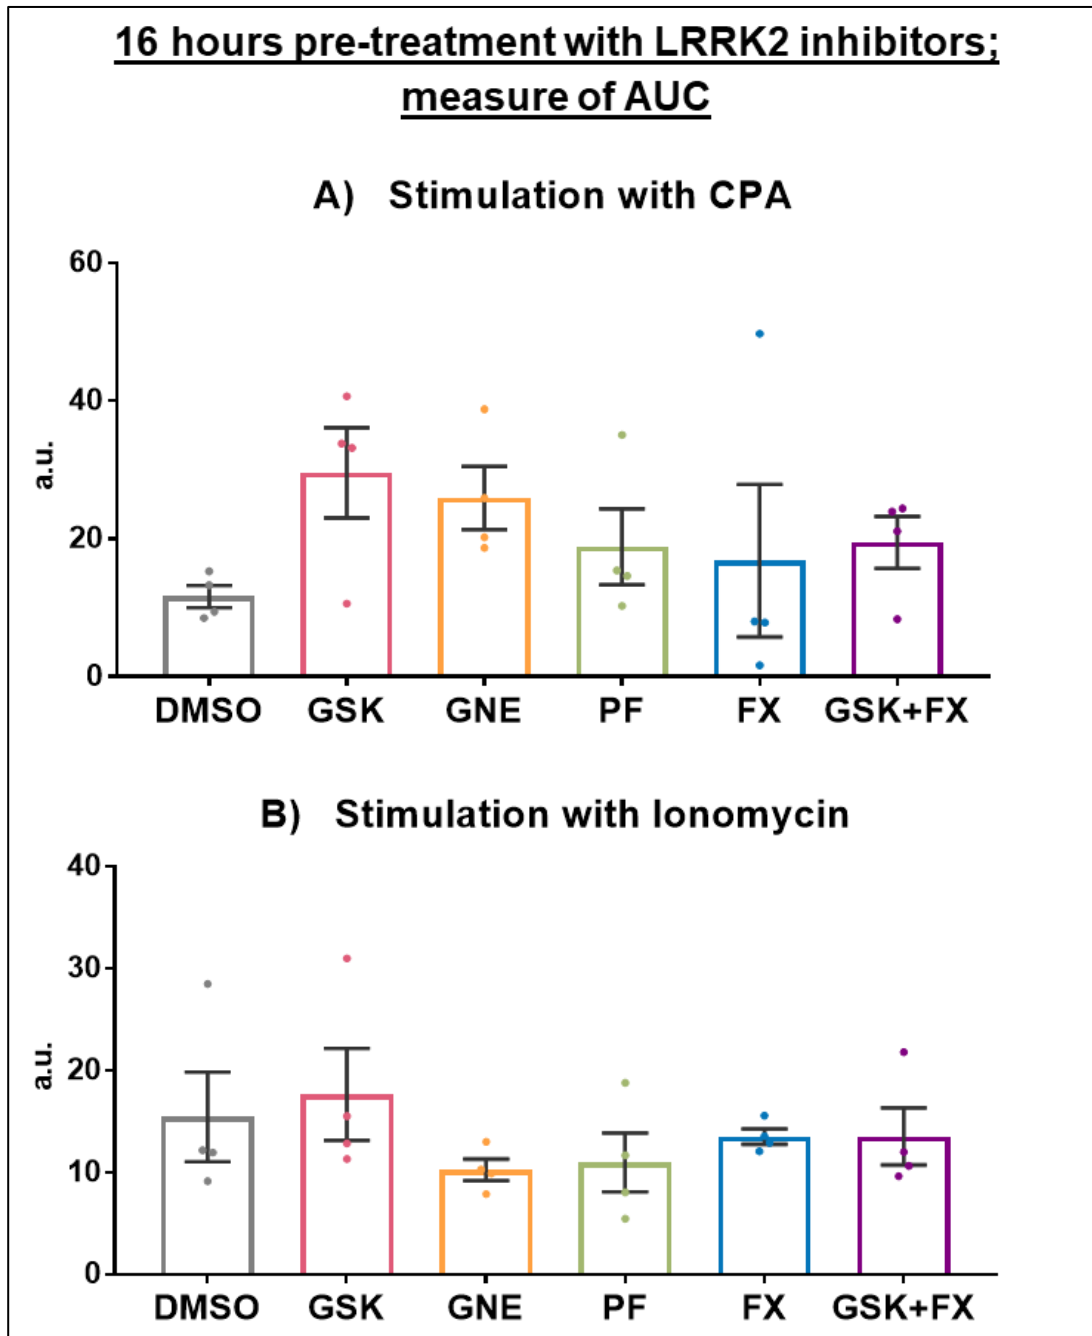 16 hours pre-treatment with LRRK2 inhibitors;
measure of AUC
A) Stimulation with CPA
60
40
20
0
a.u.
DMSO GSK GNE PF FX GSK+FX
B) Stimulation with Ionomycin
40
30
20
10
0
a.u.
DMSO GSK GNE PF FX GSK+FX